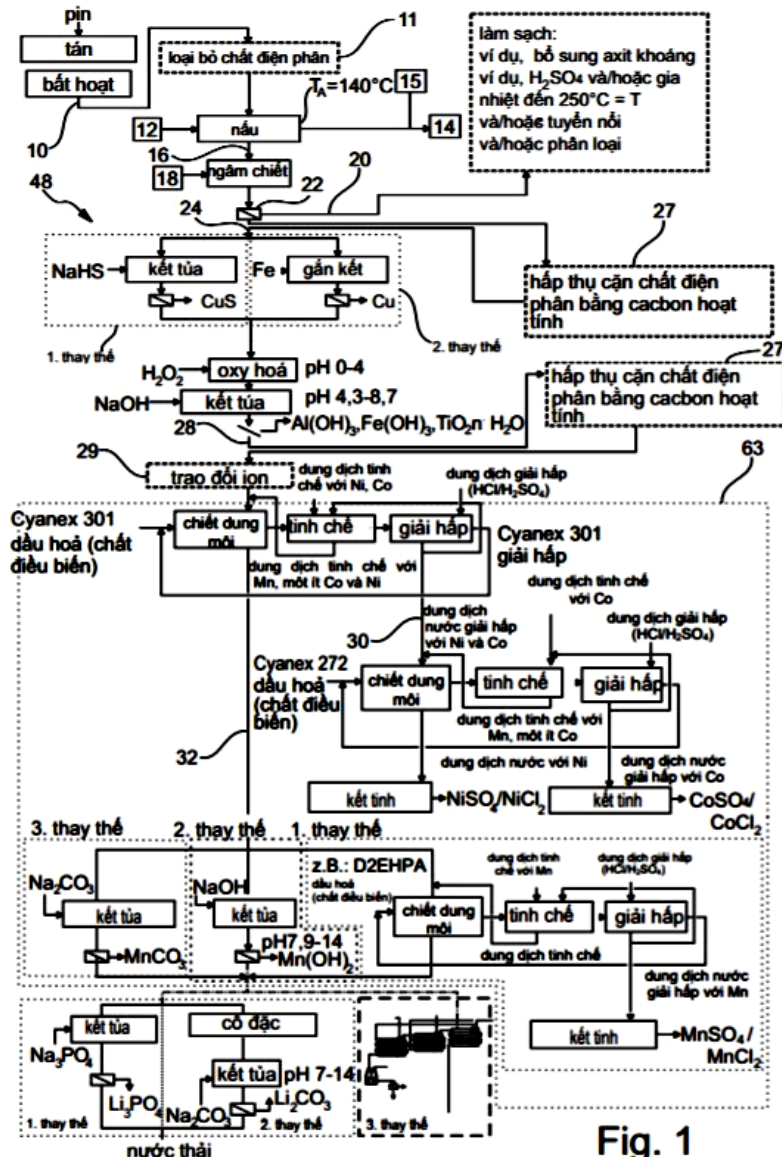 pin
tán
bất hoạt
10
11
loại bỏ chất điện phân
T_A=140°C
15
12
nấu
14
16
18
ngâm chiết
20
22
làm sạch:
ví dụ, bổ sung axit khoáng
ví dụ, H₂SO₄ và/hoặc gia
nhiệt đến 250°C = T
và/hoặc tuyển nổi
và/hoặc phân loại
48
24
NaHS
kết tủa
CuS
Fe
gắn kết
Cu
1. thay thế
2. thay thế
27
hấp thụ cặn chất điện
phân bằng cacbon hoạt
tính
H₂O₂
oxy hoá
pH 0-4
NaOH
kết tủa
pH 4,3-8,7
28
Al(OH)₃,Fe(OH)₃,TiO₂n H₂O
27
hấp thụ cặn chất điện
phân bằng cacbon hoạt
tính
29
trao đổi ion
63
dung dịch tinh
chế với Ni, Co
dung dịch giải hấp
(HCl/H₂SO₄)
Cyanex 301
dầu hoả (chất
điều biến)
chiết dung
môi
tinh chế
giải hấp
Cyanex 301
giải hấp
dung dịch tinh chế với
Mn, một ít Co và Ni
30
dung dịch
nước giải hấp
với Ni và Co
dung dịch tinh chế
với Co
dung dịch giải hấp
(HCl/H₂SO₄)
Cyanex 272
dầu hoả
(chất điều
biến)
chiết dung
môi
tinh chế
giải hấp
dung dịch tinh chế với
Mn, một ít Co
32
dung dịch nước với Ni
dung dịch nước
giải hấp với Co
kết tinh
NiSO₄/NiCl₂
kết tinh
CoSO₄/
CoCl₂
3. thay thế
2. thay thế
1. thay thế
Na₂CO₃
kết tủa
MnCO₃
NaOH
kết tủa
pH7,9-14
Mn(OH)₂
z.B.: D2EHPA
dầu hoả
(chất điều biến)
dung dịch tinh
chế với Mn
dung dịch giải hấp
(HCl/H₂SO₄)
chiết dung
môi
tinh chế
giải hấp
dung dịch tinh chế
dung dịch nước
giải hấp với Mn
kết tinh
MnSO₄ /
MnCl₂
kết tủa
Na₃PO₄
Li₃PO₄
1. thay thế
cô đặc
kết tủa
pH 7-14
Na₂CO₃
Li₂CO₃
2. thay thế
3. thay thế
nước thải
Fig. 1